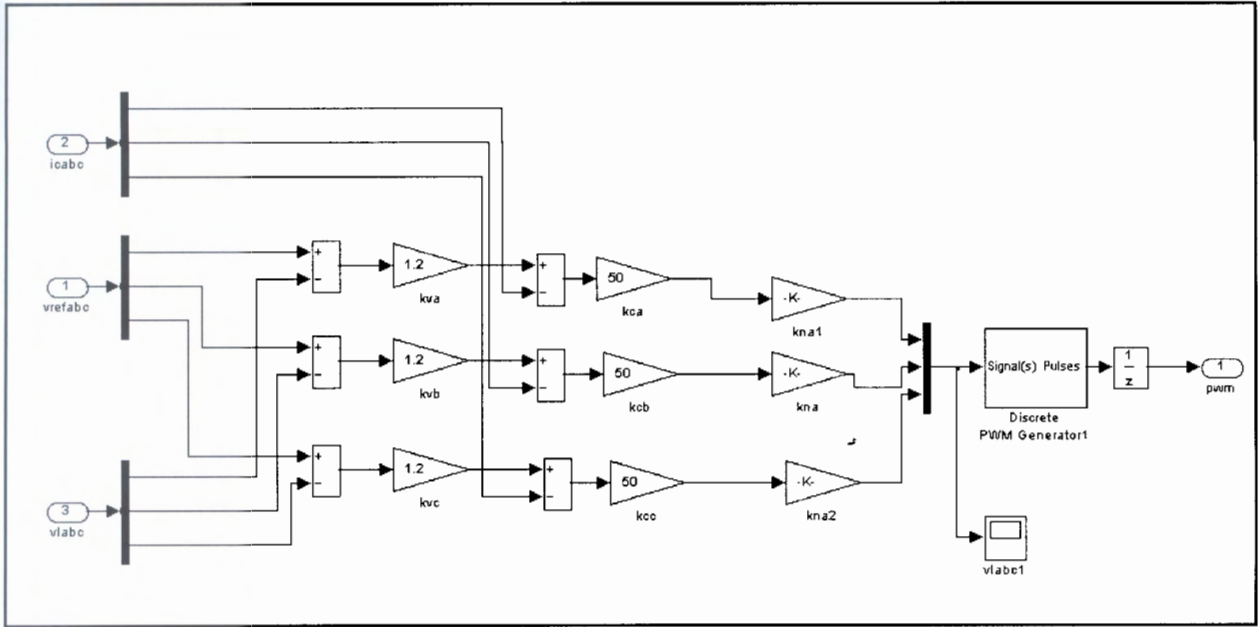 2
icabc
1
vrefabc
3
vlabc
+
−
1.2
kva
+
−
50
kca
-K-
kna1
+
−
1.2
kvb
+
−
50
kcb
-K-
kna
+
−
1.2
kvc
+
−
50
kcc
-K-
kna2
Signal(s) Pulses
Discrete
PWM Generator1
1
z
1
pwm
vlabc1